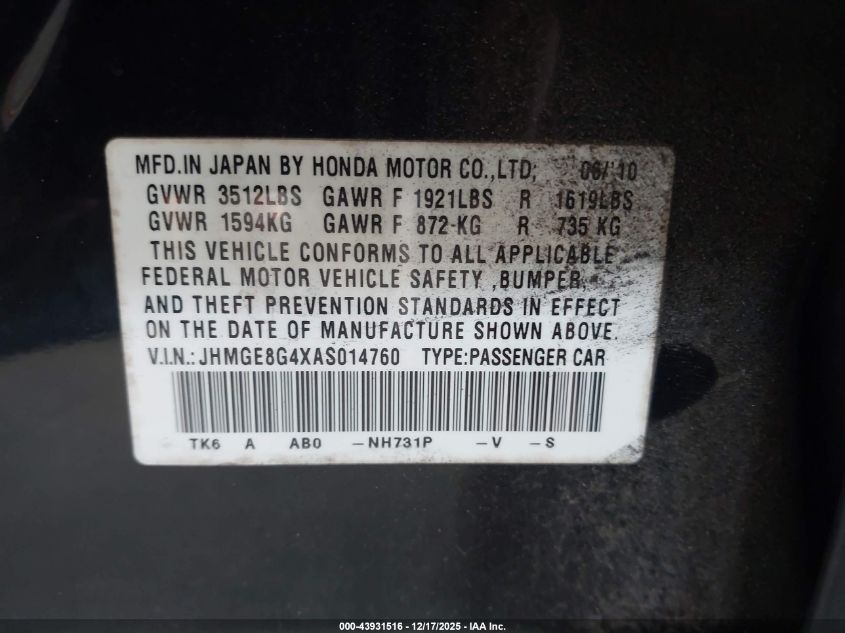 MFD.IN JAPAN BY HONDA MOTOR CO.,LTD; 06/'10
GVWR 3512LBS GAWR F 1921LBS R 1619LBS
GVWR 1594KG GAWR F 872-KG R 735 KG
THIS VEHICLE CONFORMS TO ALL APPLICABLE
FEDERAL MOTOR VEHICLE SAFETY ,BUMPER,
AND THEFT PREVENTION STANDARDS IN EFFECT
ON THE DATE OF MANUFACTURE SHOWN ABOVE.
V.I.N.: JHMGE8G4XAS014760 TYPE:PASSENGER CAR
TK6 A AB0 -NH731P -V -S
000-43931516 - 12/17/2025 - IAA Inc.